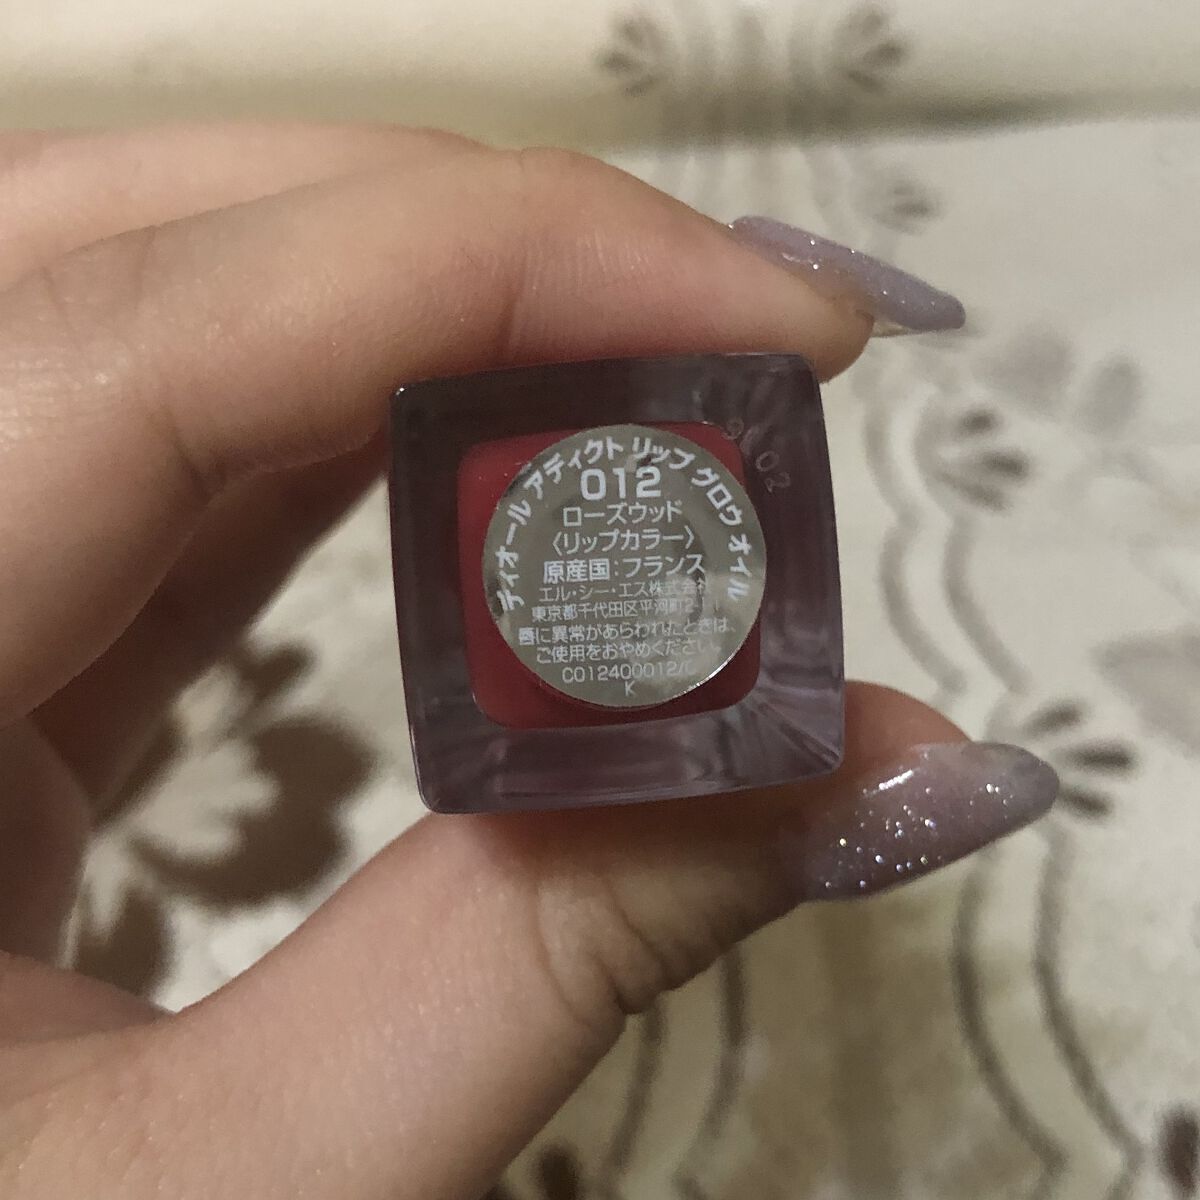 ディオール アディクト リップ グロウ オイル
012
ローズウッド
〈リップカラー〉
原産国:フランス
エル・シー・エス株式会社
東京都千代田区平河町2-
唇に異常があらわれたときは、
ご使用をおやめください。
C012400012/
K